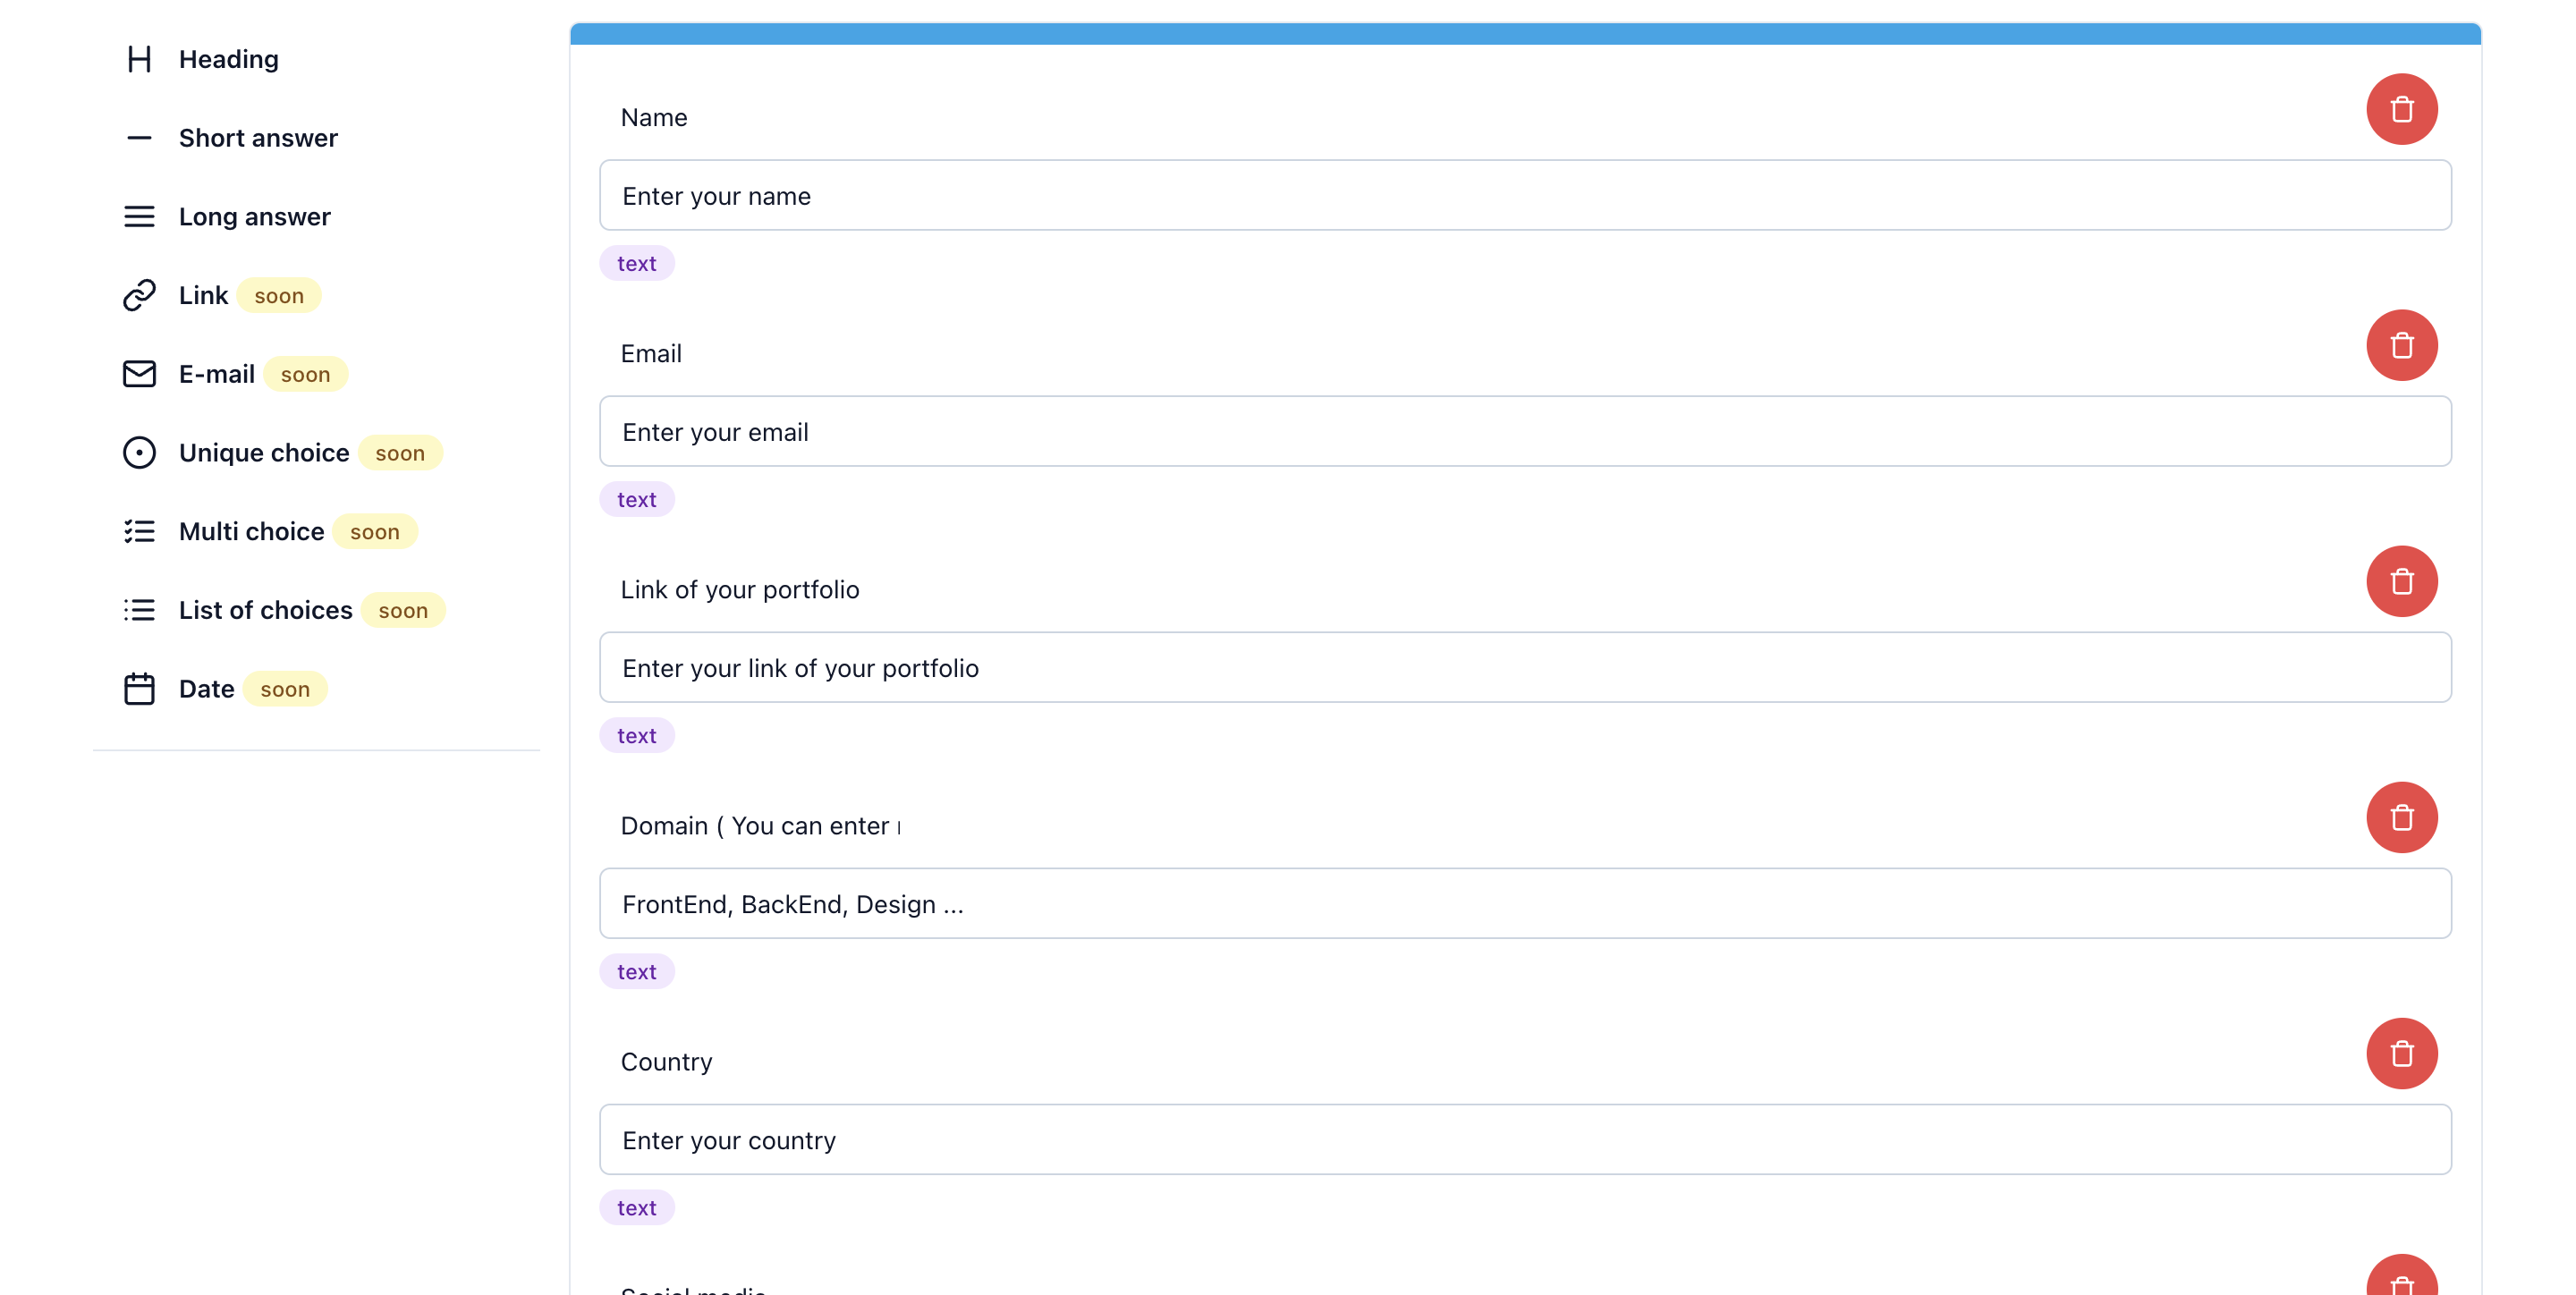 Heading
Short answer
Long answer
Link soon
E-mail soon
Unique choice soon
Multi choice soon
List of choices soon
Date soon
Name
Enter your name
text
Email
Enter your email
text
Link of your portfolio
Enter your link of your portfolio
text
Domain ( You can enter
FrontEnd, BackEnd, Design ...
text
Country
Enter your country
text
Social media